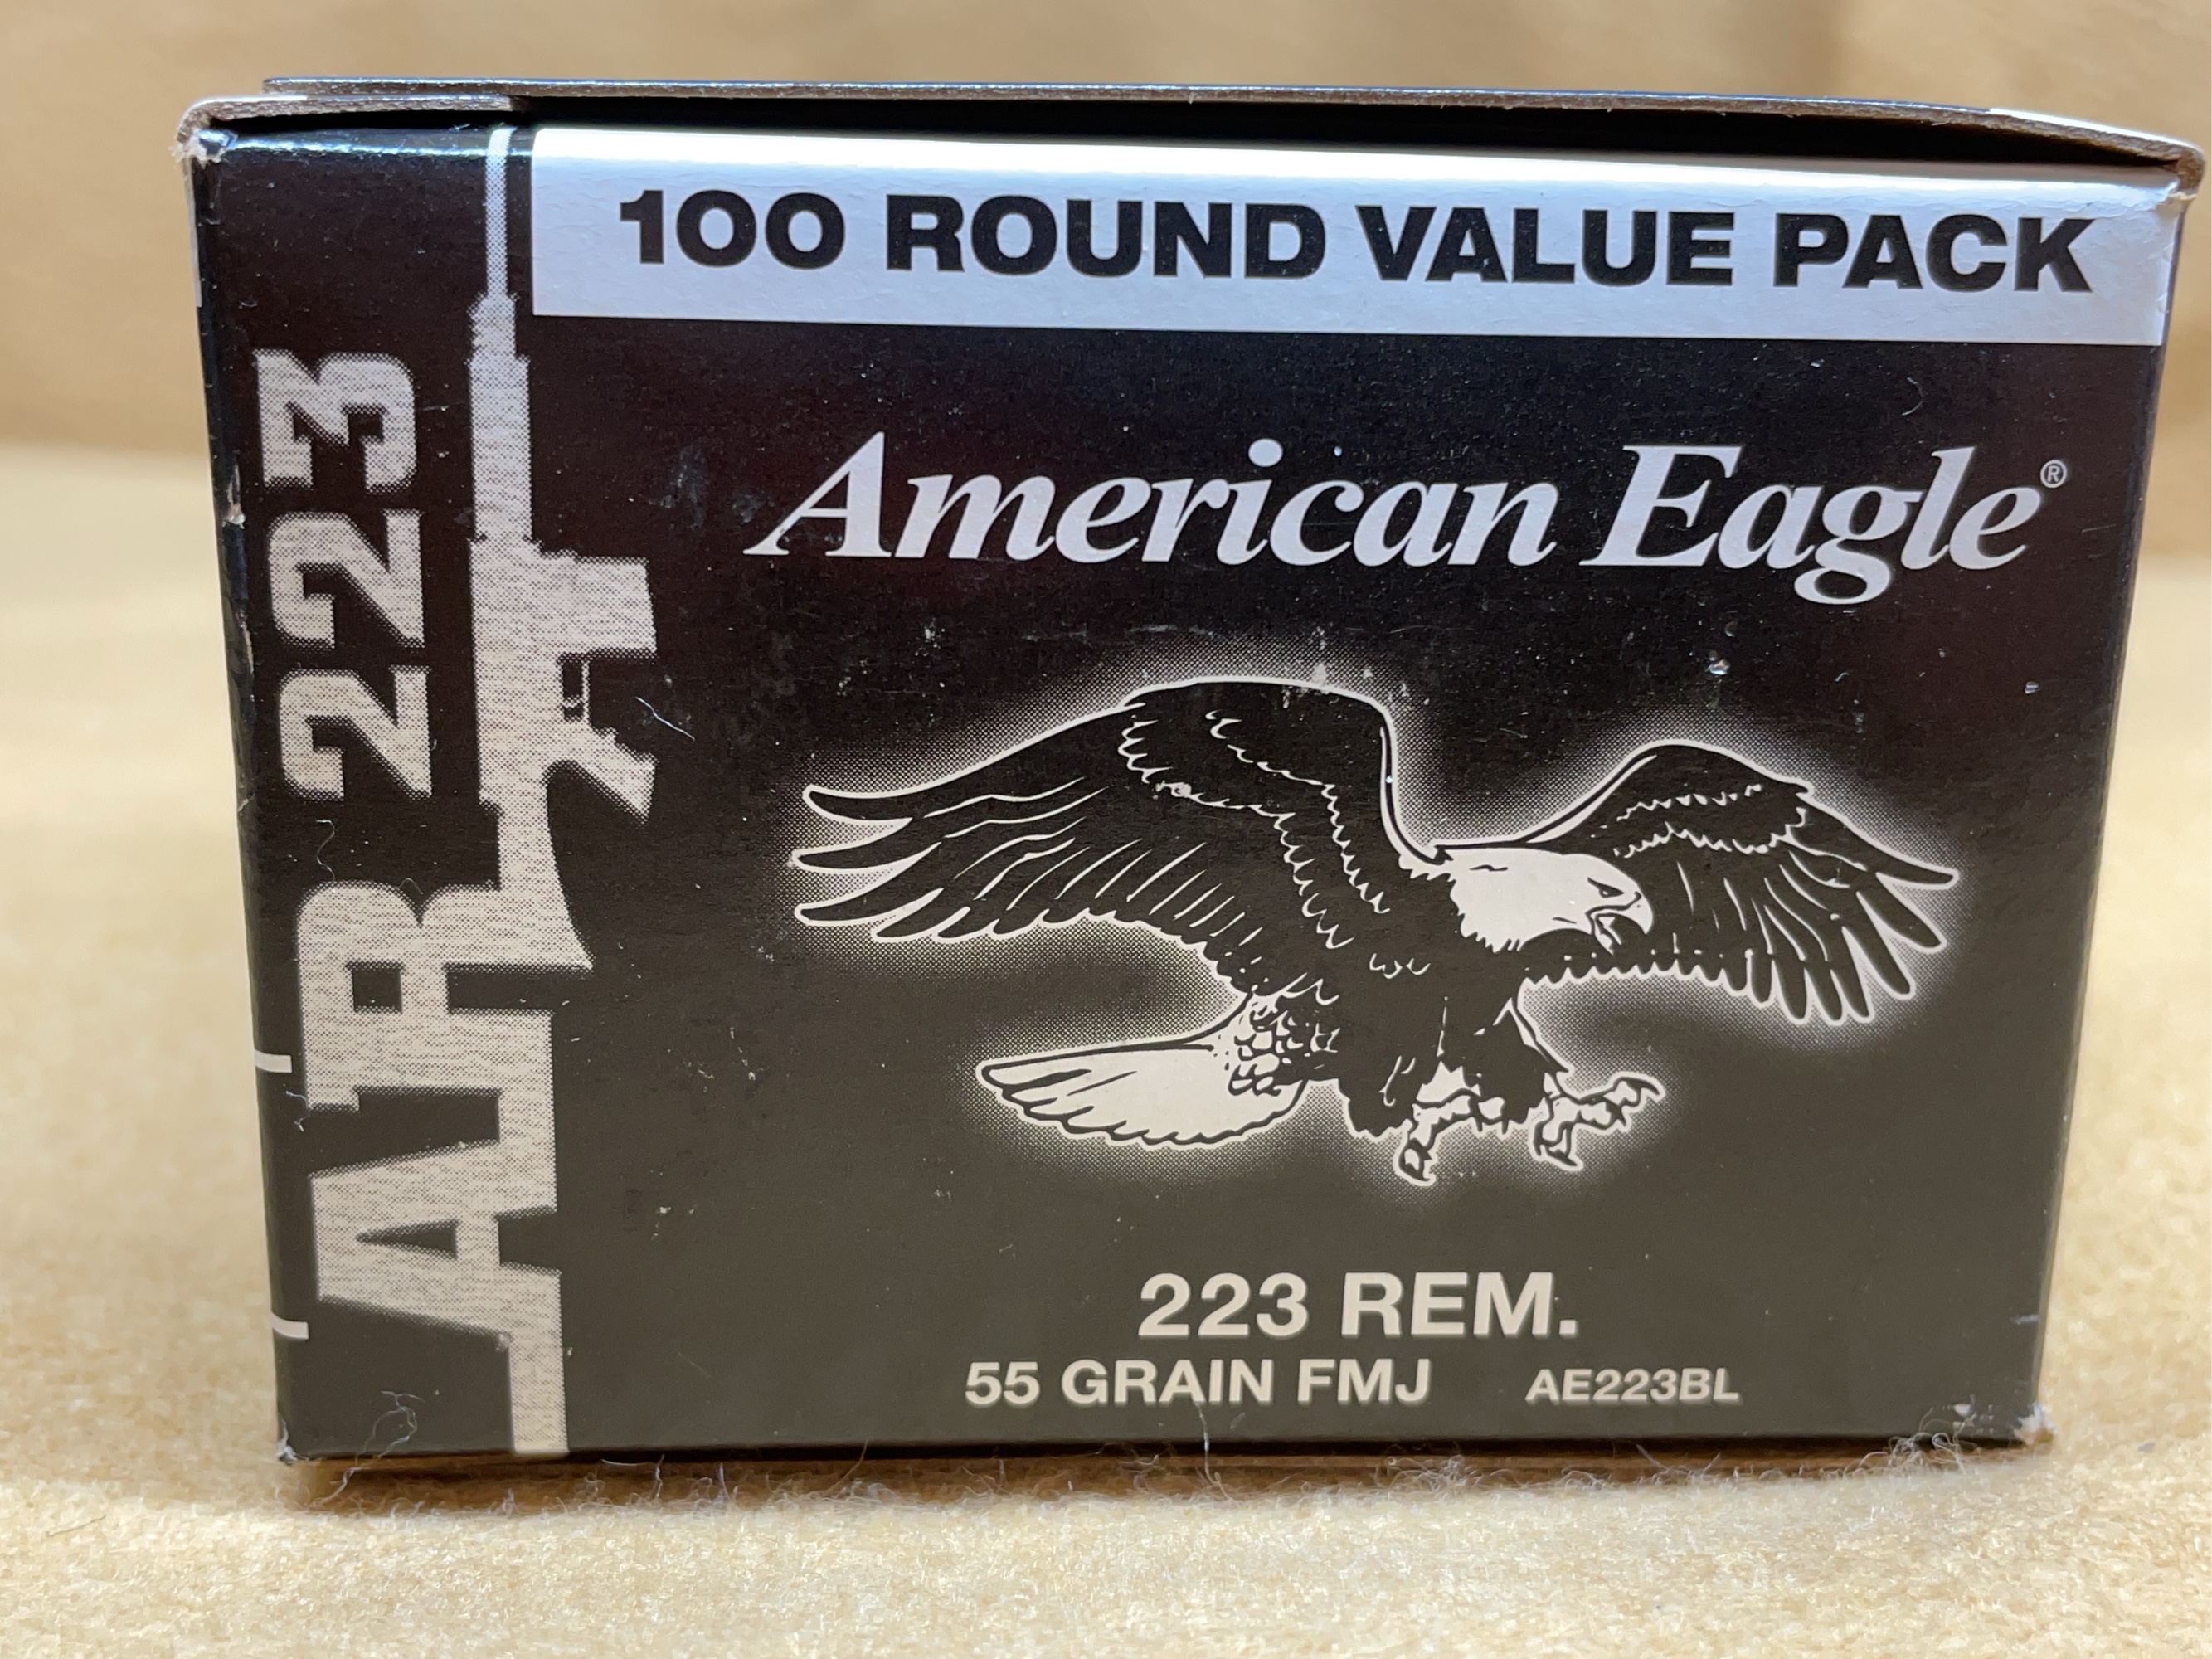 100 ROUND VALUE PACK
AR 223
American Eagle®
223 REM.
55 GRAIN FMJ AE223BL